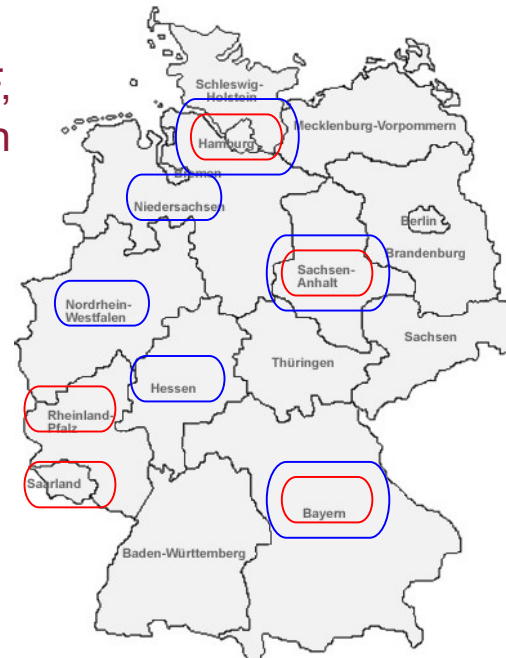 n
Schleswig-
Holstein
Mecklenburg-Vorpommern
Hamburg
Bremen
Niedersachsen
Berlin
Brandenburg
Sachsen-
Anhalt
Nordrhein-
Westfalen
Sachsen
Thüringen
Hessen
Rheinland-
Pfalz
Saarland
Bayern
Baden-Württemberg